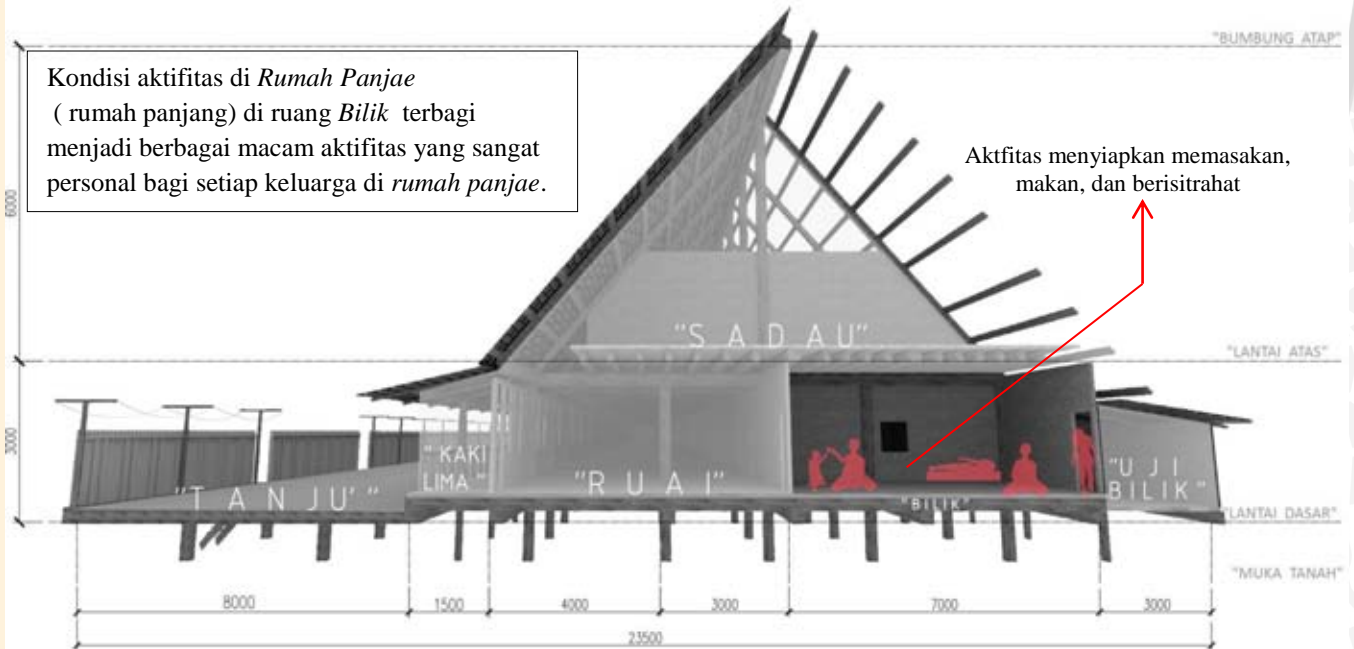 "BUMBUNG ATAP"
Kondisi aktifitas di Rumah Panjae
( rumah panjang) di ruang Bilik terbagi
menjadi berbagai macam aktifitas yang sangat
personal bagi setiap keluarga di rumah panjae.
Aktfitas menyiapkan memasakan,
makan, dan berisitrahat
6000
"S A D A U"
"LANTAI ATAS"
3000
"KAKI
LIMA"
"T A N J U' "
"R U A I"
"BILIK"
"U J I
BILIK"
"LANTAI DASAR"
"MUKA TANAH"
8000
1500
4000
3000
7000
3000
23500